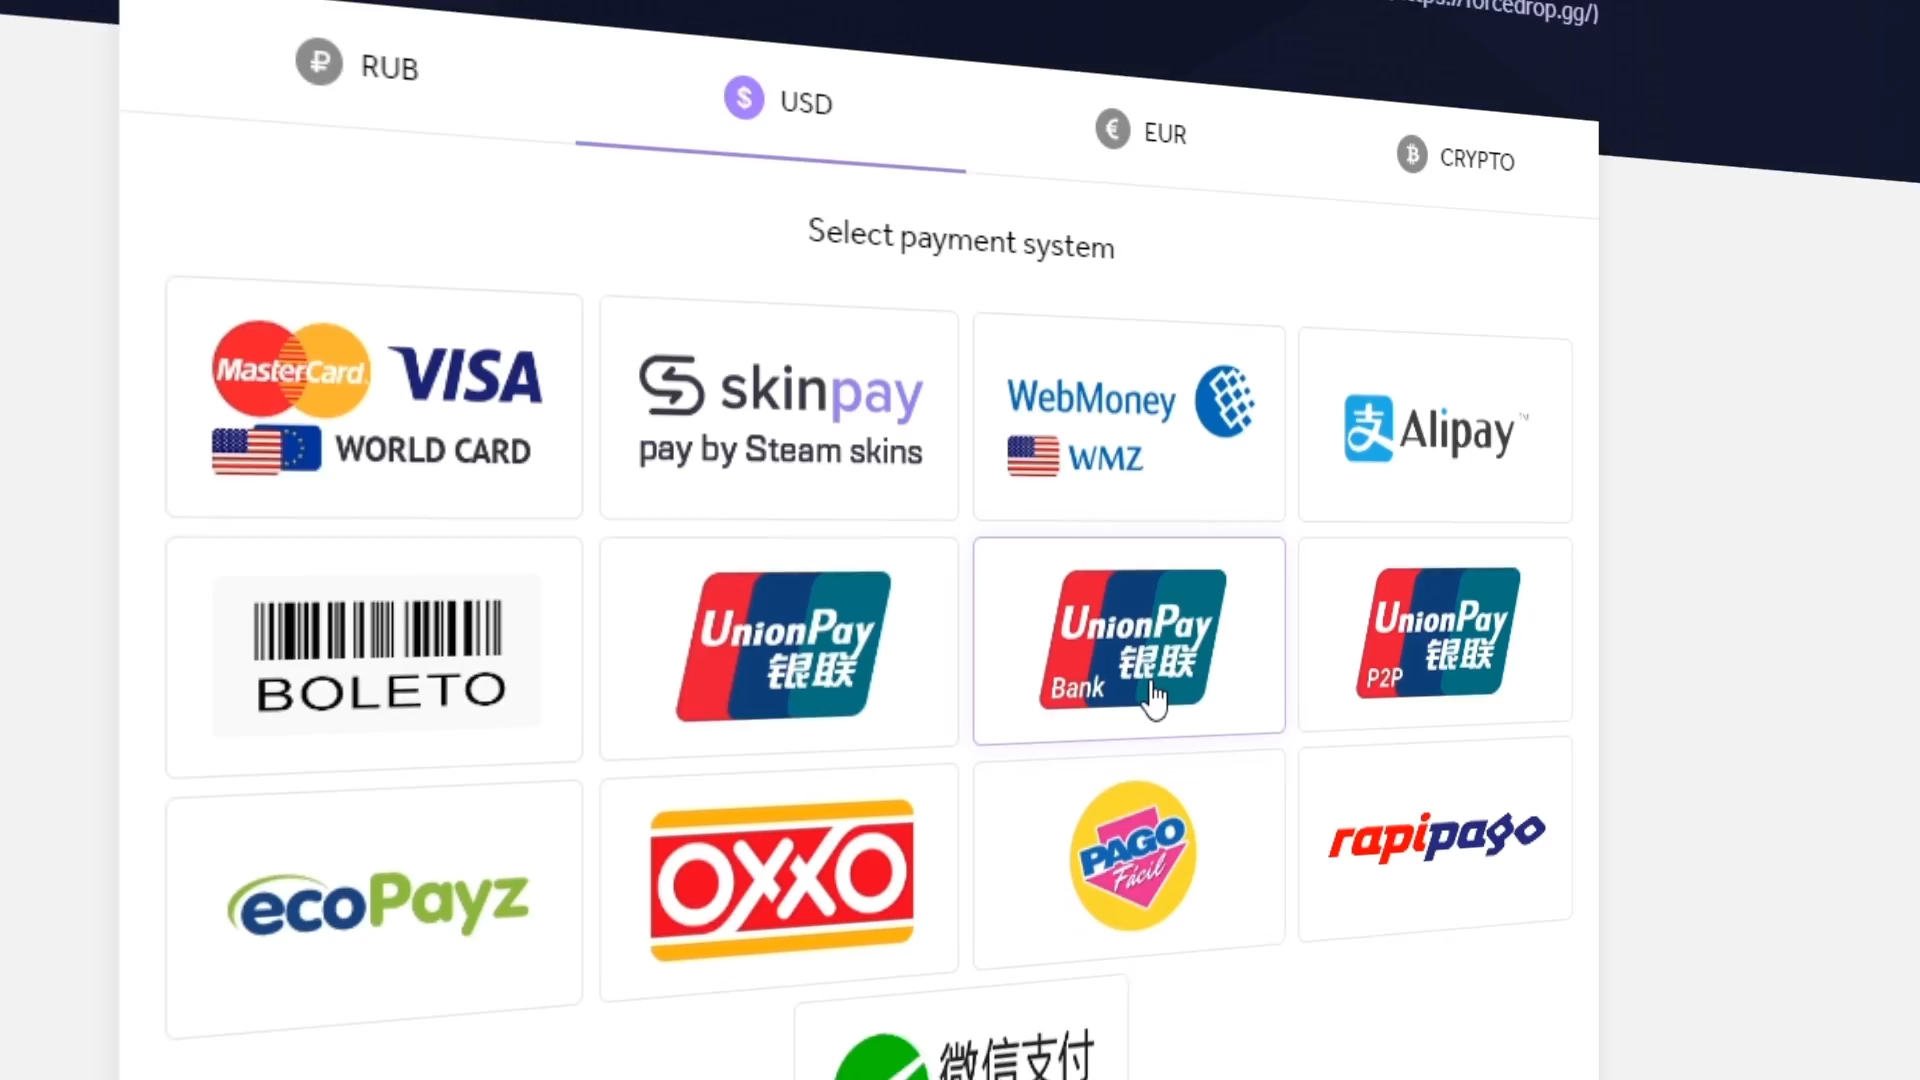 forcedrop.gg/)
RUB
USD
EUR
CRYPTO
Select payment system
MasterCard
VISA
WORLD CARD
skinpay
pay by Steam skins
WebMoney
WMZ
Alipay™
BOLETO
UnionPay
银联
UnionPay
银联
Bank
UnionPay
银联
P2P
ecoPayz
OXXO
PAGO
Fácil
rapipago
微信支付